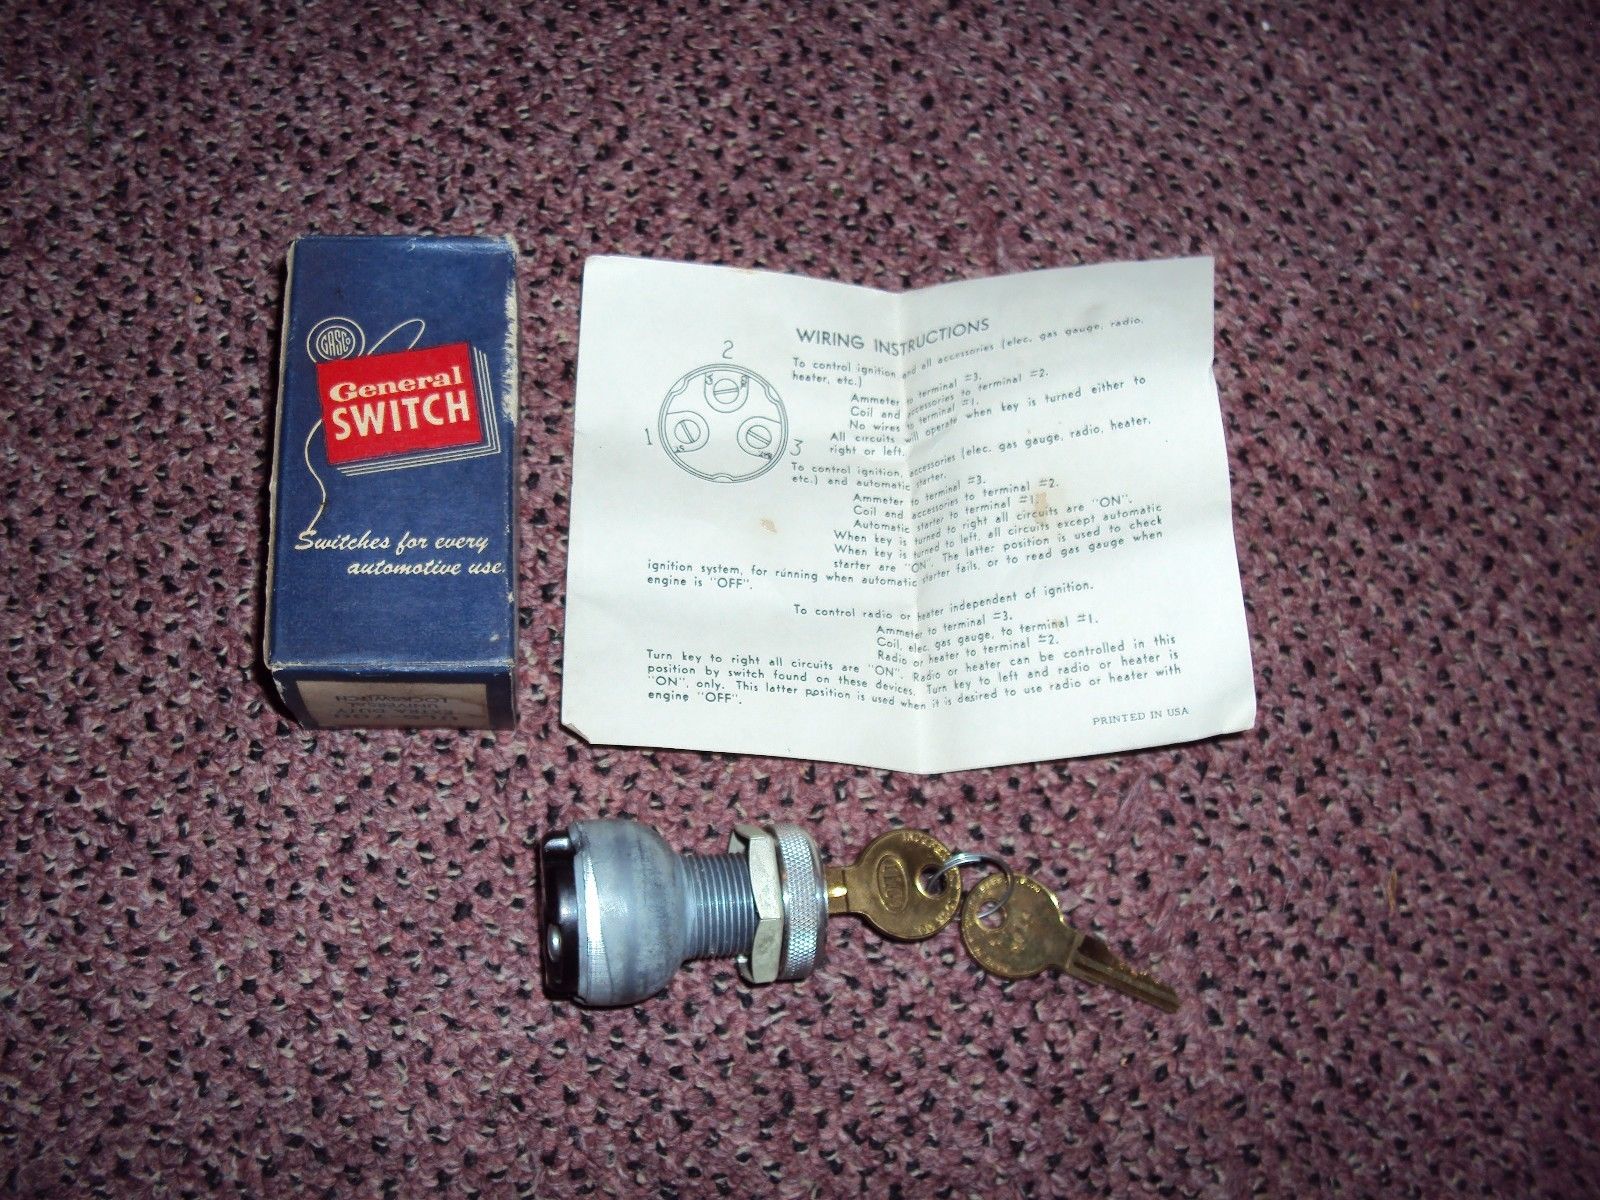 GASCo
General
SWITCH
Switches for every
automotive use.
EXTRA DUTY
UNIVERSAL
LOCKSWITCH
WIRING INSTRUCTIONS
2
1
3
To control ignition and all accessories (elec. gas gauge, radio,
heater, etc.)
Ammeter to terminal #3.
Coil and accessories to terminal #2.
No wires to terminal #1.
All circuits will operate when key is turned either to
right or left.
To control ignition, accessories (elec. gas gauge, radio, heater,
etc.) and automatic starter.
Ammeter to terminal #3.
Coil and accessories to terminal #2.
Automatic starter to terminal #1.
When key is turned to right all circuits are "ON".
When key is turned to left, all circuits except automatic
starter are "ON". The latter position is used to check
ignition system, for running when automatic starter fails, or to read gas gauge when
engine is "OFF".
To control radio or heater independent of ignition.
Ammeter to terminal #3.
Coil, elec. gas gauge, to terminal #1.
Radio or heater to terminal #2.
Turn key to right all circuits are "ON". Radio or heater can be controlled in this
position by switch found on these devices. Turn key to left and radio or heater is
"ON", only. This latter position is used when it is desired to use radio or heater with
engine "OFF".
PRINTED IN USA